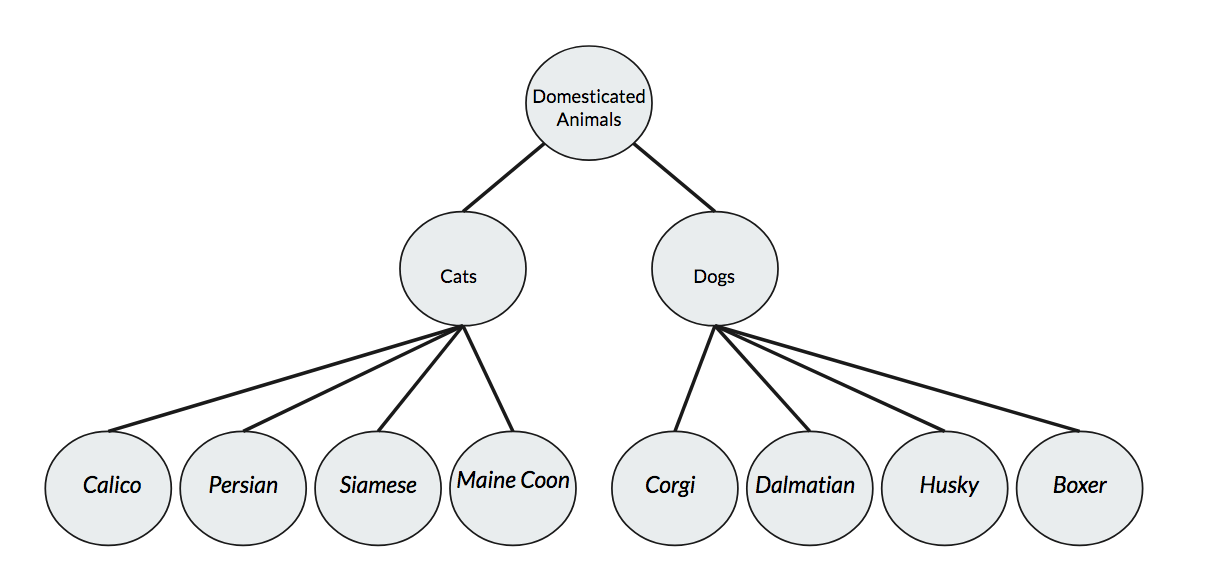 Domesticated
Animals
Cats
Dogs
Calico
Persian
Siamese
Maine Coon
Corgi
Dalmatian
Husky
Boxer